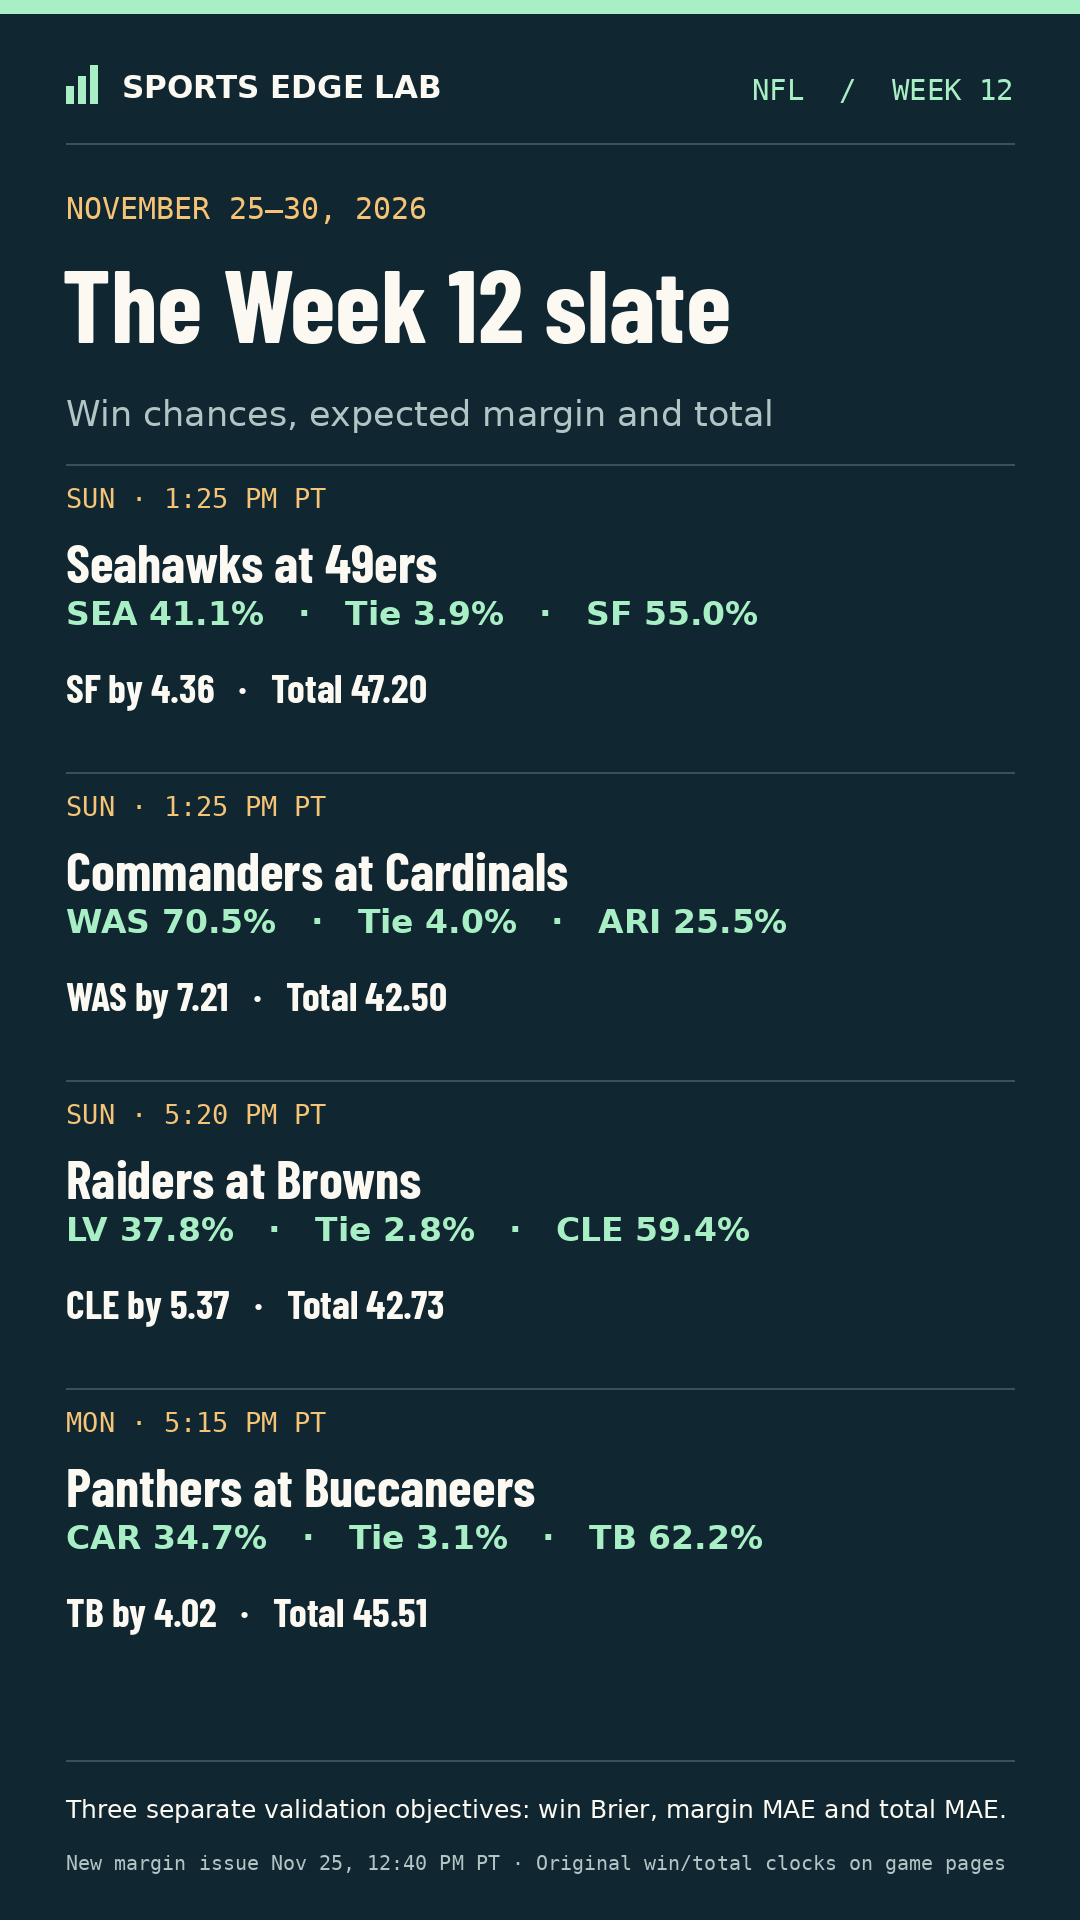 SPORTS EDGE LAB
NFL / WEEK 12
NOVEMBER 25–30, 2026
The Week 12 slate
Win chances, expected margin and total
SUN · 1:25 PM PT
Seahawks at 49ers
SEA 41.1% · Tie 3.9% · SF 55.0%
SF by 4.36 · Total 47.20
SUN · 1:25 PM PT
Commanders at Cardinals
WAS 70.5% · Tie 4.0% · ARI 25.5%
WAS by 7.21 · Total 42.50
SUN · 5:20 PM PT
Raiders at Browns
LV 37.8% · Tie 2.8% · CLE 59.4%
CLE by 5.37 · Total 42.73
MON · 5:15 PM PT
Panthers at Buccaneers
CAR 34.7% · Tie 3.1% · TB 62.2%
TB by 4.02 · Total 45.51
Three separate validation objectives: win Brier, margin MAE and total MAE.
New margin issue Nov 25, 12:40 PM PT · Original win/total clocks on game pages